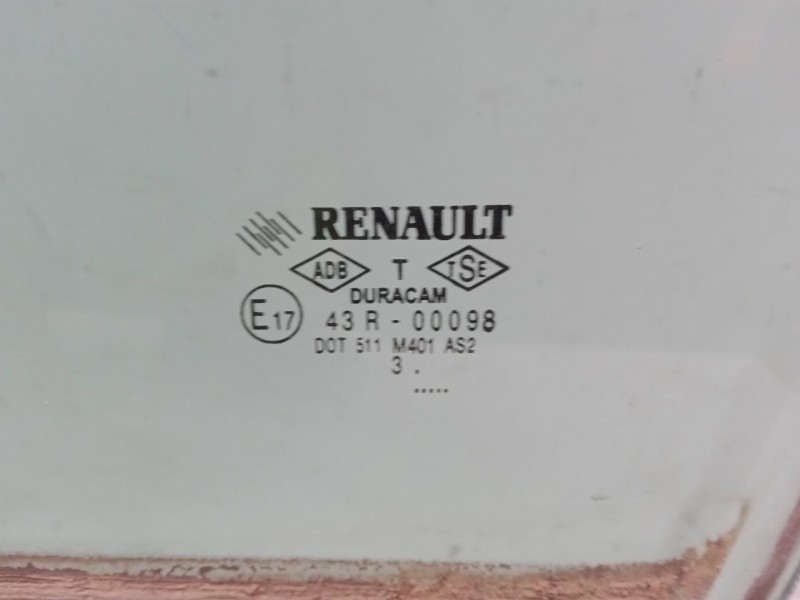 RENAULT
ADB T TSE
DURACAM
E17 43 R - 00098
DOT 511 M401 AS2
3 .
.....